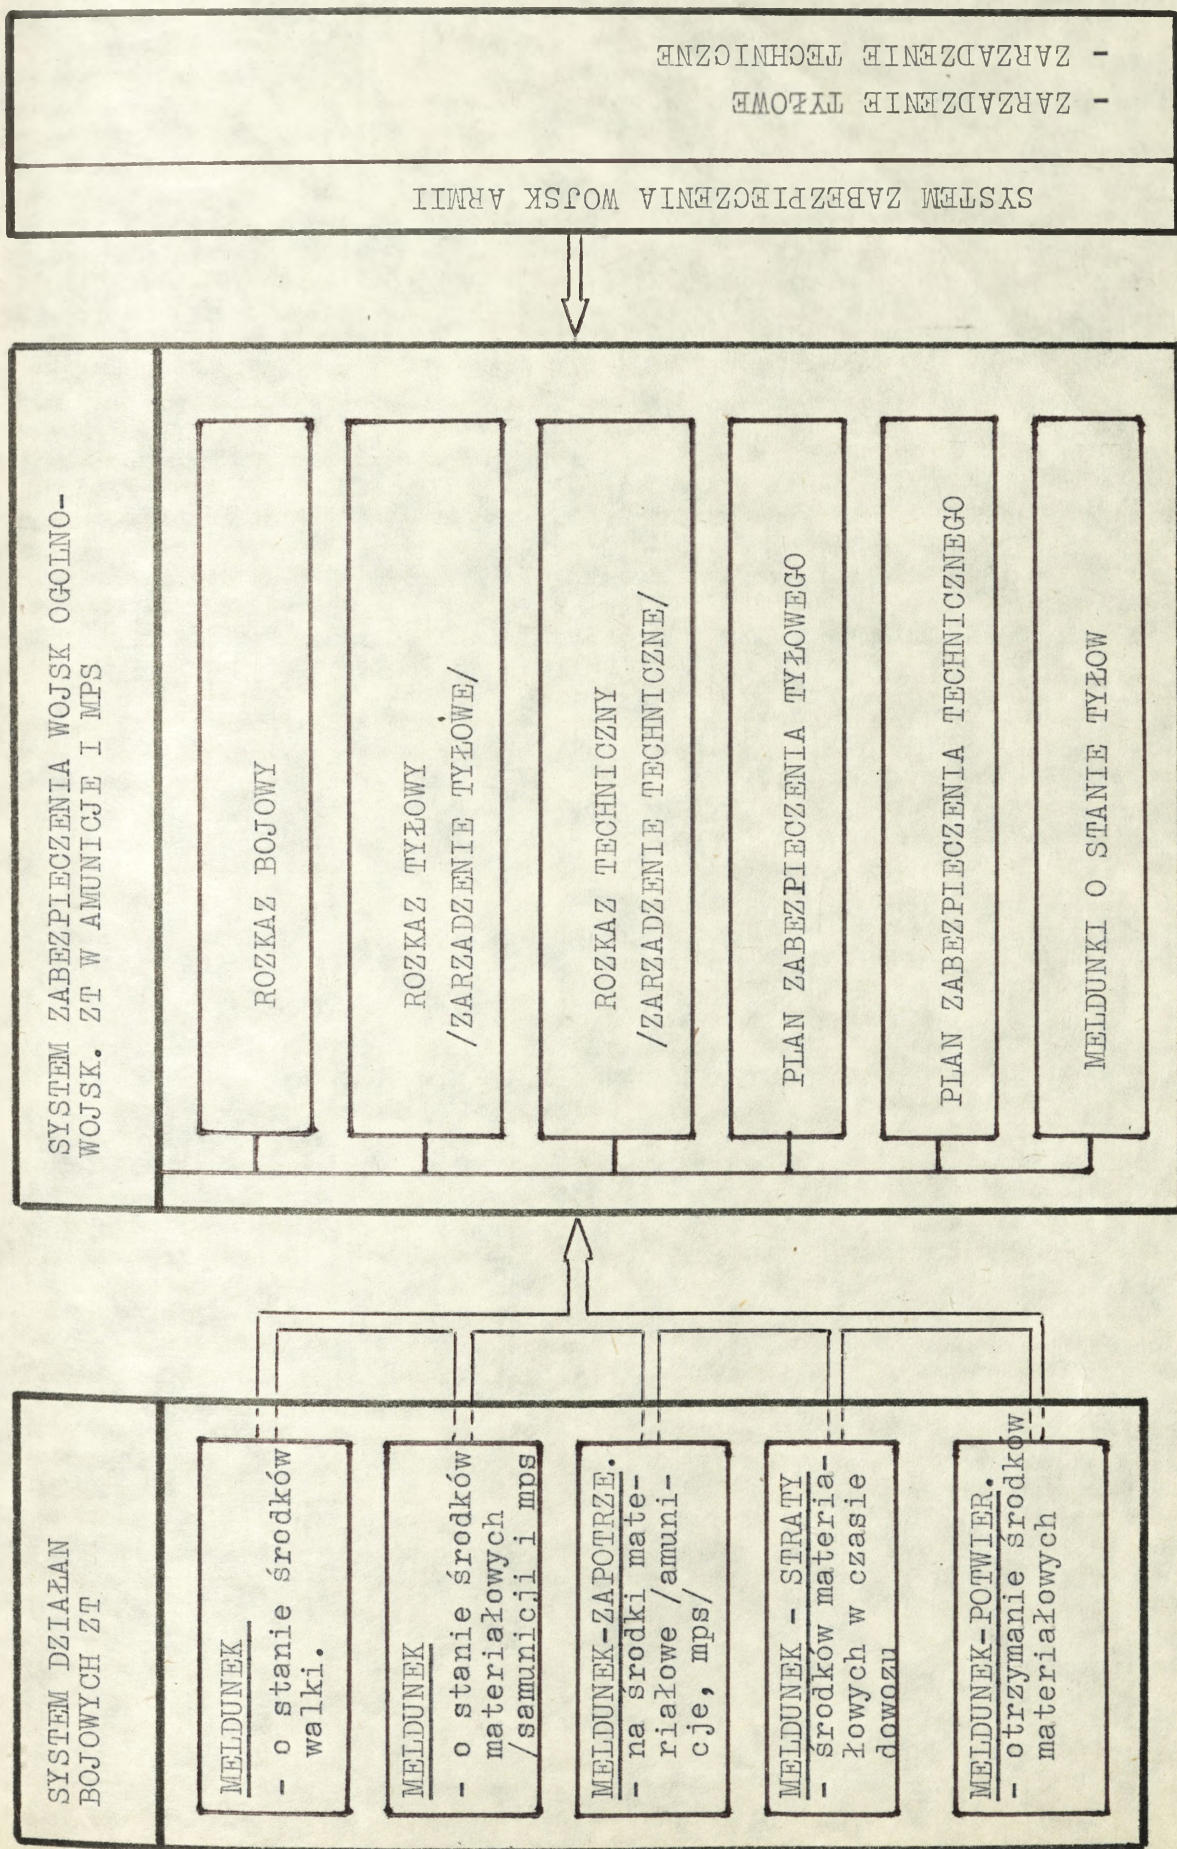 SYSTEM DZIAŁAN
BOJOWYCH ZT
MELDUNEK
- o stanie środków
walki.
MELDUNEK
- o stanie środków
materiałowych
/samunicji i mps
MELDUNEK-ZAPOTRZE.
- na środki mate-
riałowe /amuni-
cje, mps/
MELDUNEK - STRATY
- środków materia-
łowych w czasie
dowozu
MELDUNEK-POTWIER.
- otrzymanie środków
materiałowych
SYSTEM ZABEZPIECZENIA WOJSK OGOLNO-
WOJSK. ZT W AMUNICJE I MPS
ROZKAZ BOJOWY
ROZKAZ TYŁOWY
/ZARZADZENIE TYŁOWE/
ROZKAZ TECHNICZNY
/ZARZADZENIE TECHNICZNE/
PLAN ZABEZPIECZENIA TYŁOWEGO
PLAN ZABEZPIECZENIA TECHNICZNEGO
MELDUNKI O STANIE TYŁOW
SYSTEM ZABEZPIECZENIA WOJSK ARMII
- ZARZADZENIE TYŁOWE
- ZARZADZENIE TECHNICZNE